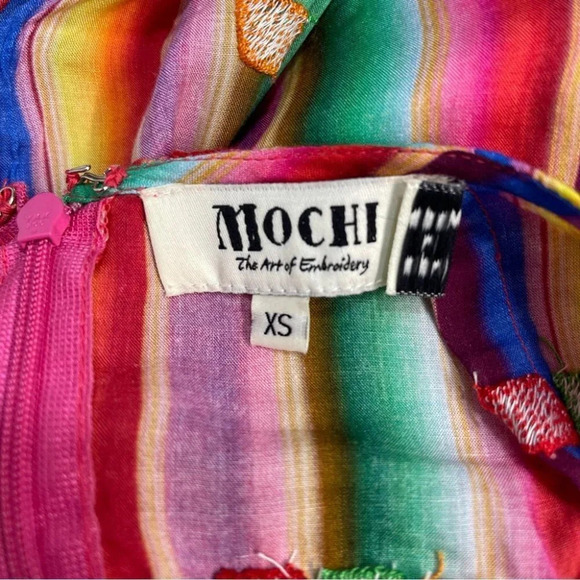 MOCHI
The Art of Embroidery
XS